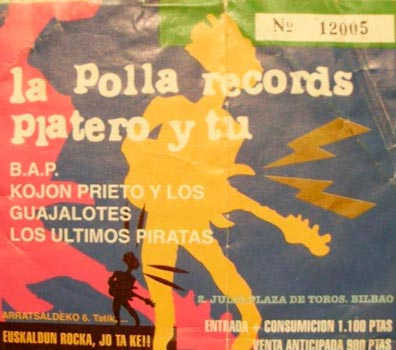 Nº 12005
la Polla records
platero y tu
B.A.P.
KOJON PRIETO Y LOS
GUAJALOTES
LOS ULTIMOS PIRATAS
2. JULIO PLAZA DE TOROS. BILBAO
ARRATSALDEKO 6. Tatik, ...
ENTRADA + CONSUMICION 1.100 PTAS
EUSKALDUN ROCKA, JO TA KE!!
VENTA ANTICIPADA 900 PTAS